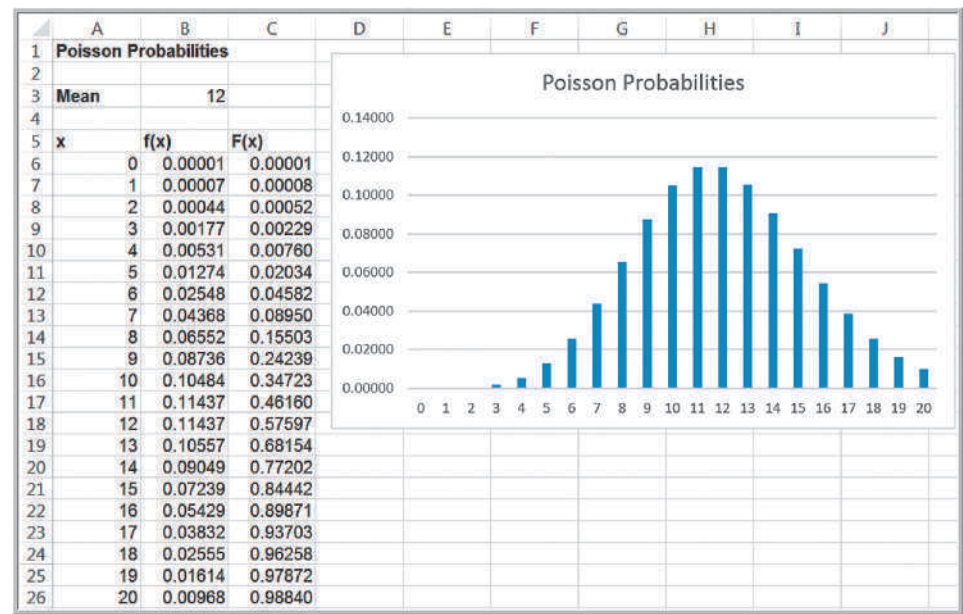 A B C D E F G H I J
1 Poisson Probabilities
2
3 Mean 12
4
5 x f(x) F(x)
6 0 0.00001 0.00001
7 1 0.00007 0.00008
8 2 0.00044 0.00052
9 3 0.00177 0.00229
10 4 0.00531 0.00760
11 5 0.01274 0.02034
12 6 0.02548 0.04582
13 7 0.04368 0.08950
14 8 0.06552 0.15503
15 9 0.08736 0.24239
16 10 0.10484 0.34723
17 11 0.11437 0.46160
18 12 0.11437 0.57597
19 13 0.10557 0.68154
20 14 0.09049 0.77202
21 15 0.07239 0.84442
22 16 0.05429 0.89871
23 17 0.03832 0.93703
24 18 0.02555 0.96258
25 19 0.01614 0.97872
26 20 0.00968 0.98840
Poisson Probabilities
0.14000
0.12000
0.10000
0.08000
0.06000
0.04000
0.02000
0.00000
0 1 2 3 4 5 6 7 8 9 10 11 12 13 14 15 16 17 18 19 20